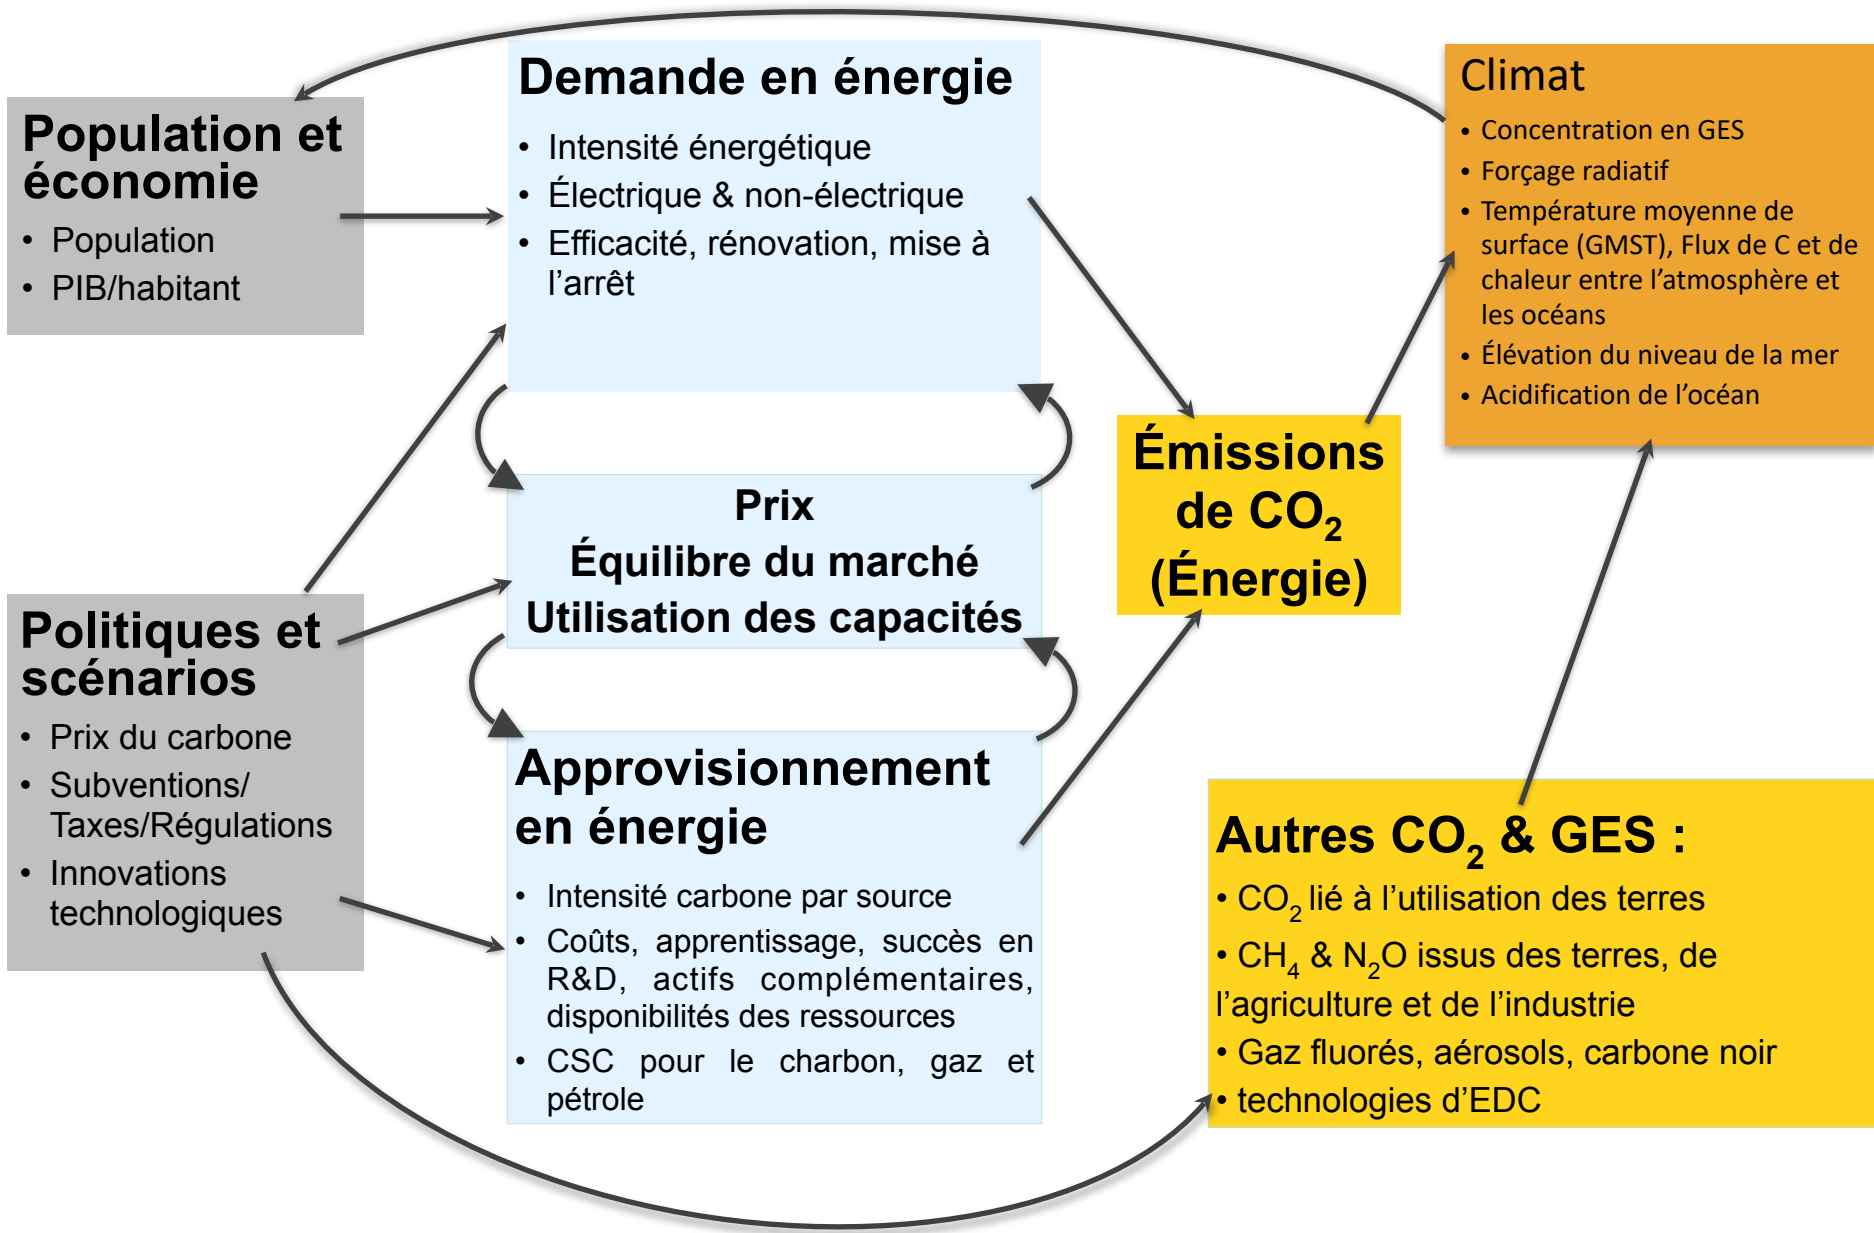 Population et
économie
• Population
• PIB/habitant
Politiques et
scénarios
• Prix du carbone
• Subventions/
Taxes/Régulations
• Innovations
technologiques
Demande en énergie
• Intensité énergétique
• Électrique & non-électrique
• Efficacité, rénovation, mise à
l’arrêt
Prix
Équilibre du marché
Utilisation des capacités
Approvisionnement
en énergie
• Intensité carbone par source
• Coûts, apprentissage, succès en
R&D, actifs complémentaires,
disponibilités des ressources
• CSC pour le charbon, gaz et
pétrole
Émissions
de CO₂
(Énergie)
Climat
• Concentration en GES
• Forçage radiatif
• Température moyenne de
surface (GMST), Flux de C et de
chaleur entre l’atmosphère et
les océans
• Élévation du niveau de la mer
• Acidification de l’océan
Autres CO₂ & GES :
• CO₂ lié à l’utilisation des terres
• CH₄ & N₂O issus des terres, de
l’agriculture et de l’industrie
• Gaz fluorés, aérosols, carbone noir
• technologies d’EDC